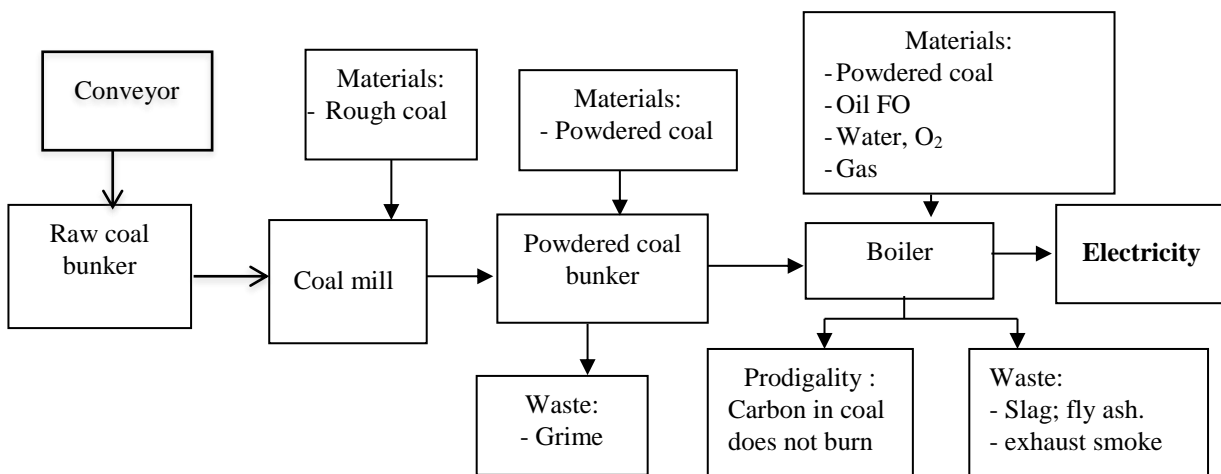 Conveyor
Materials:
- Rough coal
Materials:
- Powdered coal
Materials:
- Powdered coal
- Oil FO
- Water, O₂
- Gas
Raw coal
bunker
Coal mill
Powdered coal
bunker
Boiler
Electricity
Waste:
- Grime
Prodigality :
Carbon in coal
does not burn
Waste:
- Slag; fly ash.
- exhaust smoke